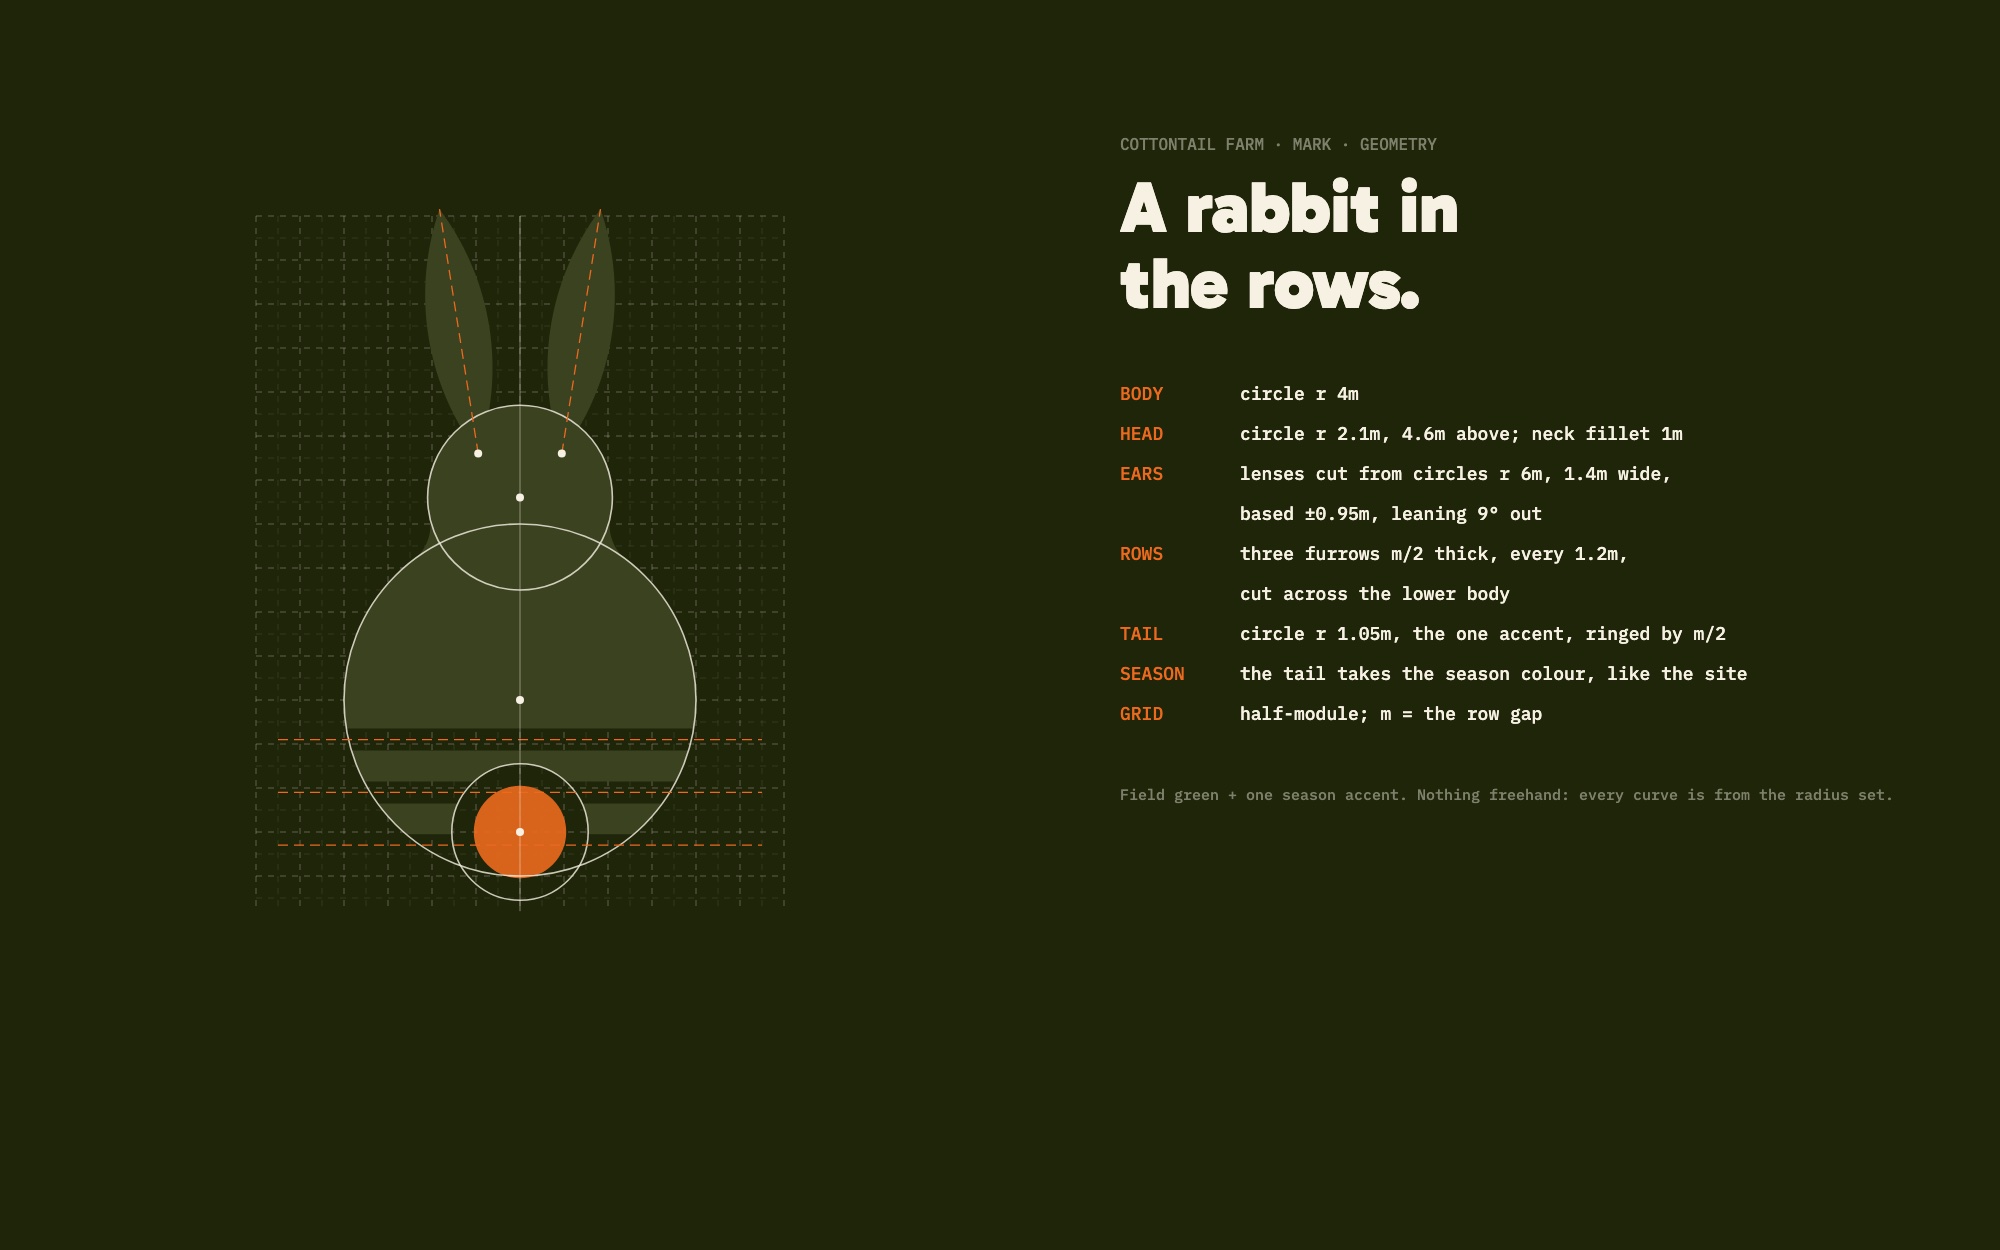 COTTONTAIL FARM · MARK · GEOMETRY
A rabbit in
the rows.
BODY circle r 4m
HEAD circle r 2.1m, 4.6m above; neck fillet 1m
EARS lenses cut from circles r 6m, 1.4m wide,
based ±0.95m, leaning 9° out
ROWS three furrows m/2 thick, every 1.2m,
cut across the lower body
TAIL circle r 1.05m, the one accent, ringed by m/2
SEASON the tail takes the season colour, like the site
GRID half-module; m = the row gap
Field green + one season accent. Nothing freehand: every curve is from the radius set.